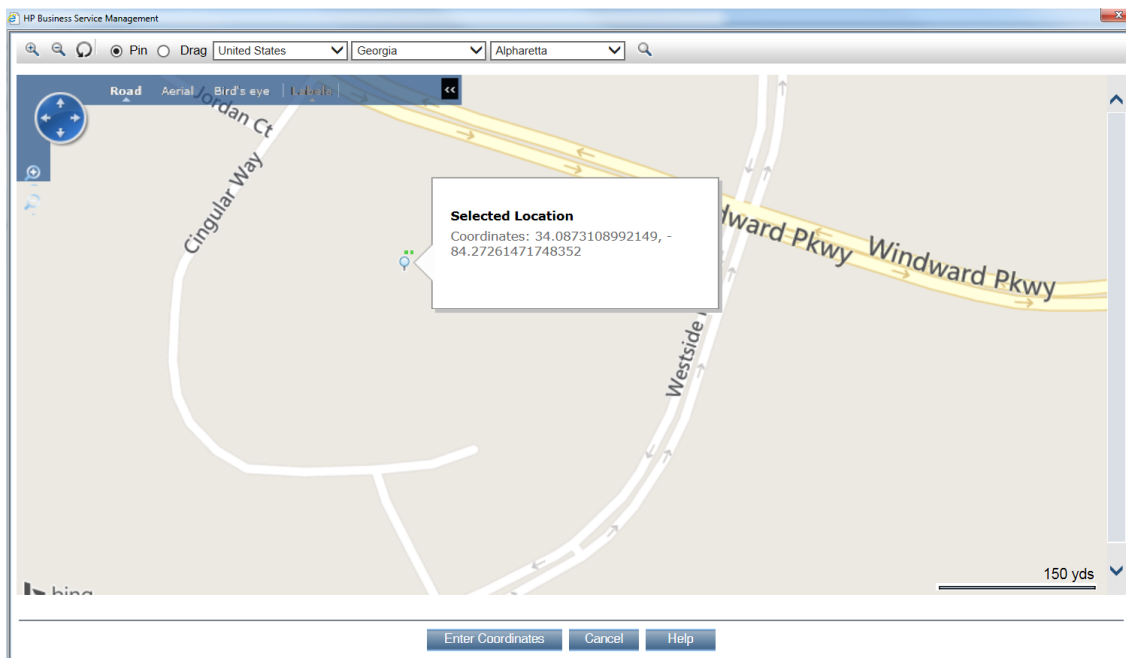 HP Business Service Management
Pin Drag United States Georgia Alpharetta
Road Aerial Bird's eye Labels
Jordan Ct
Cingular Way
Selected Location
Coordinates: 34.0873108992149, -
84.27261471748352
dward Pkwy
Windward Pkwy
Westside
150 yds
bing
Enter Coordinates Cancel Help